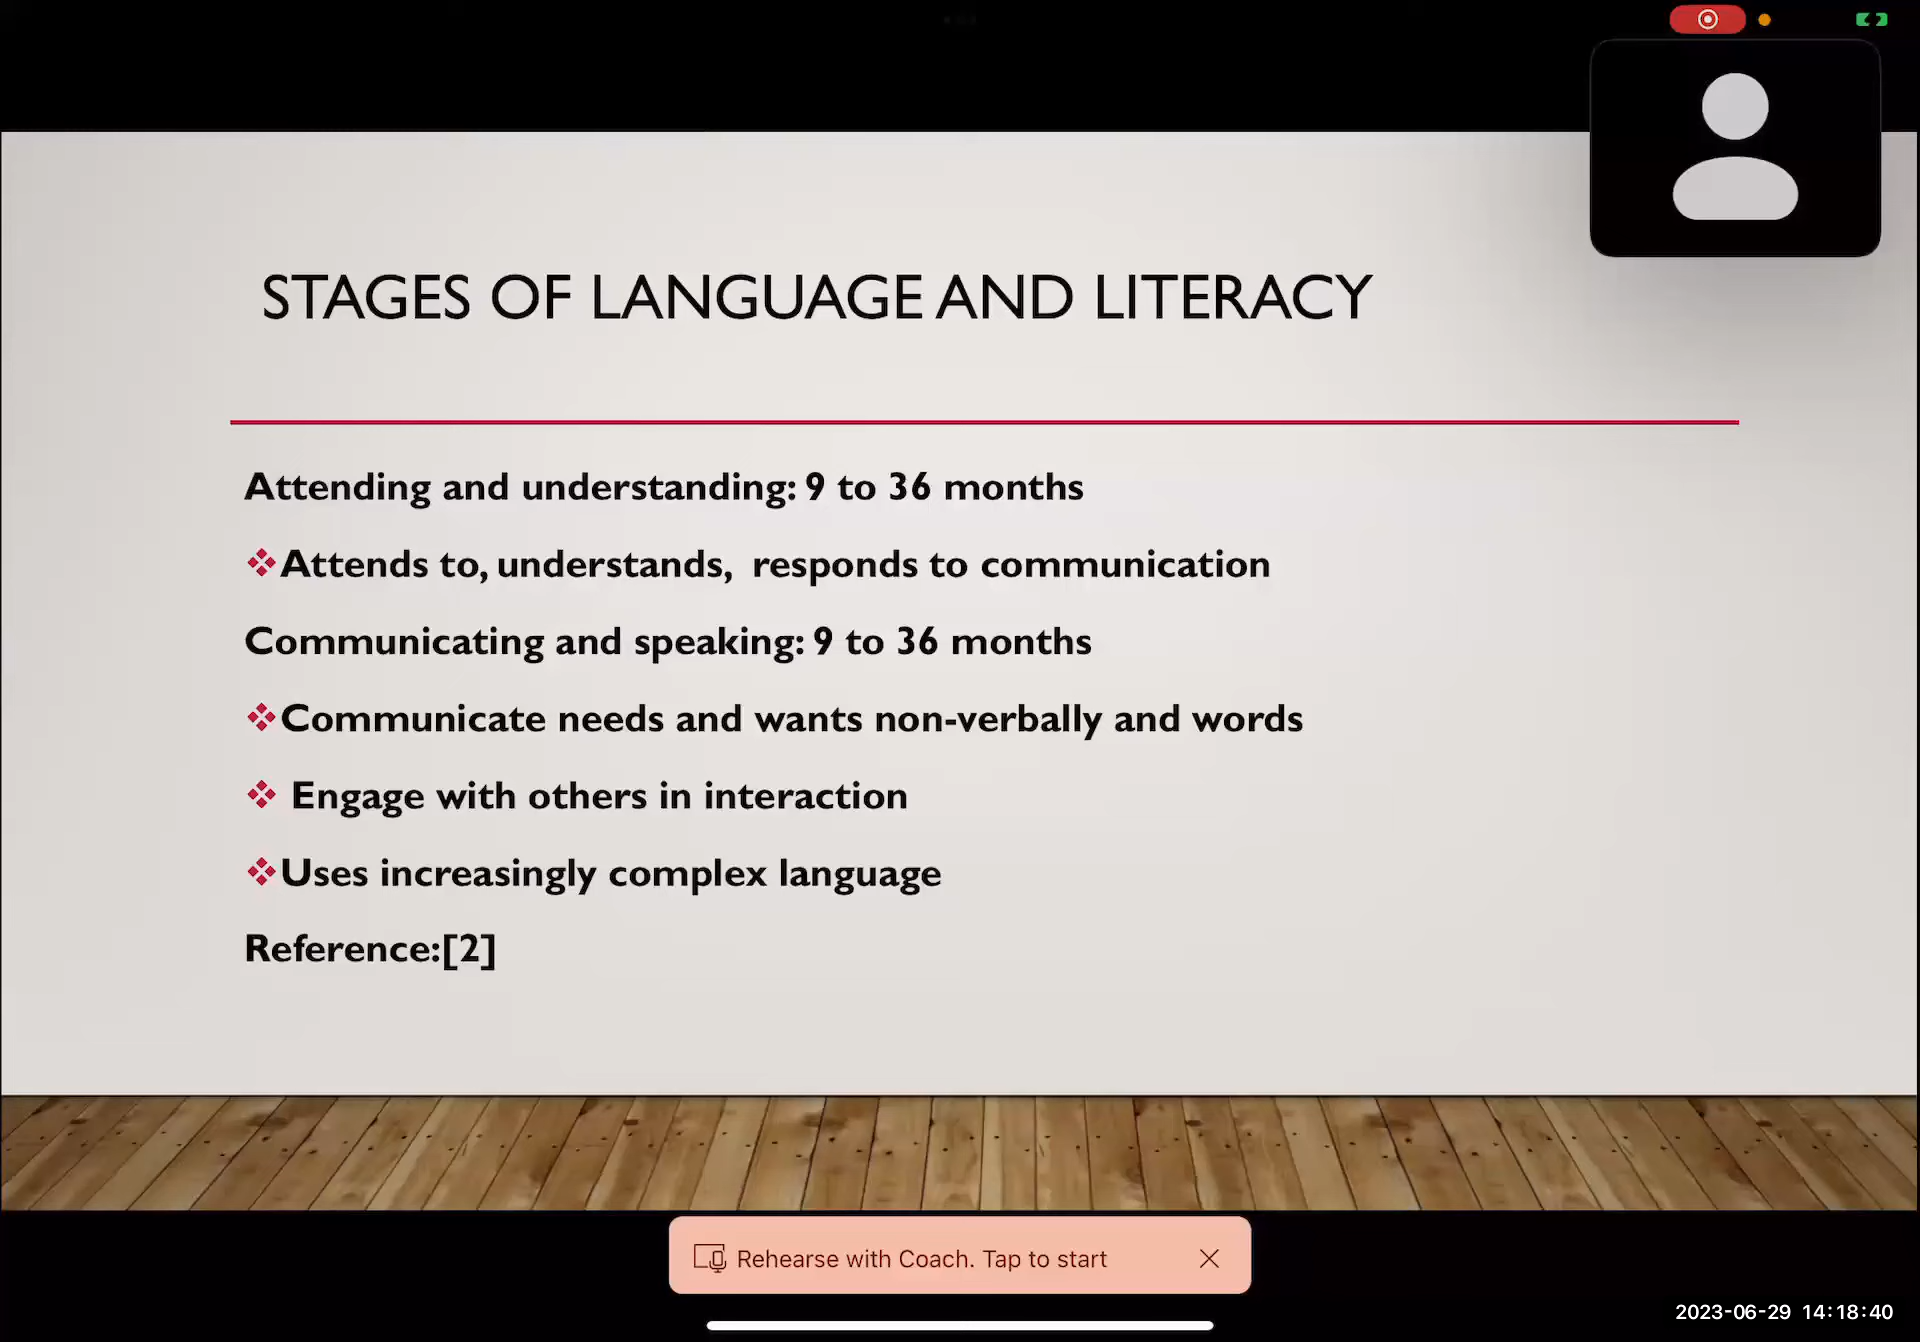 STAGES OF LANGUAGE AND LITERACY
Attending and understanding: 9 to 36 months
❖Attends to, understands,  responds to communication
Communicating and speaking: 9 to 36 months
❖Communicate needs and wants non-verbally and words
❖ Engage with others in interaction
❖Uses increasingly complex language
Reference:[2]
Rehearse with Coach. Tap to start
2023-06-29 14:18:40